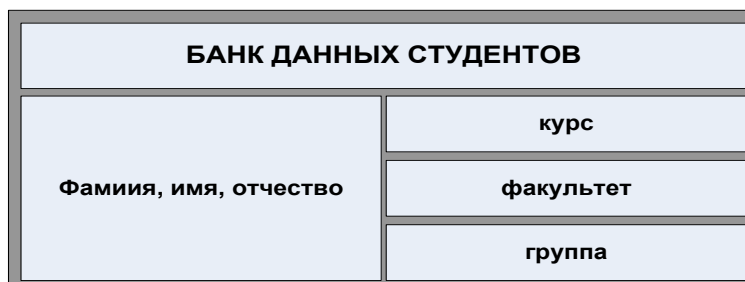 БАНК ДАННЫХ СТУДЕНТОВ
Фамиия, имя, отчество
курс
факультет
группа